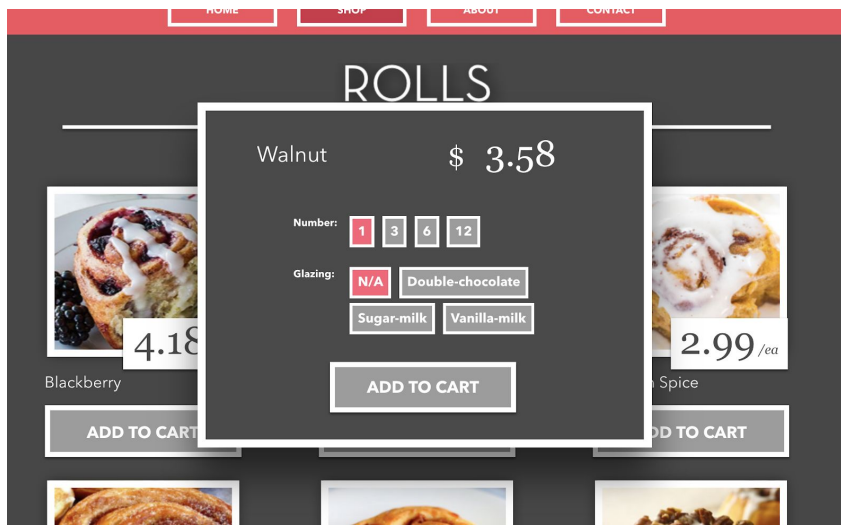 HOME SHOP ABOUT CONTACT
ROLLS
Walnut $ 3.58
Number: 1 3 6 12
Glazing: N/A Double-chocolate
Sugar-milk Vanilla-milk
ADD TO CART
4.18
2.99 /ea
Blackberry
Spice
ADD TO CART
TO CART